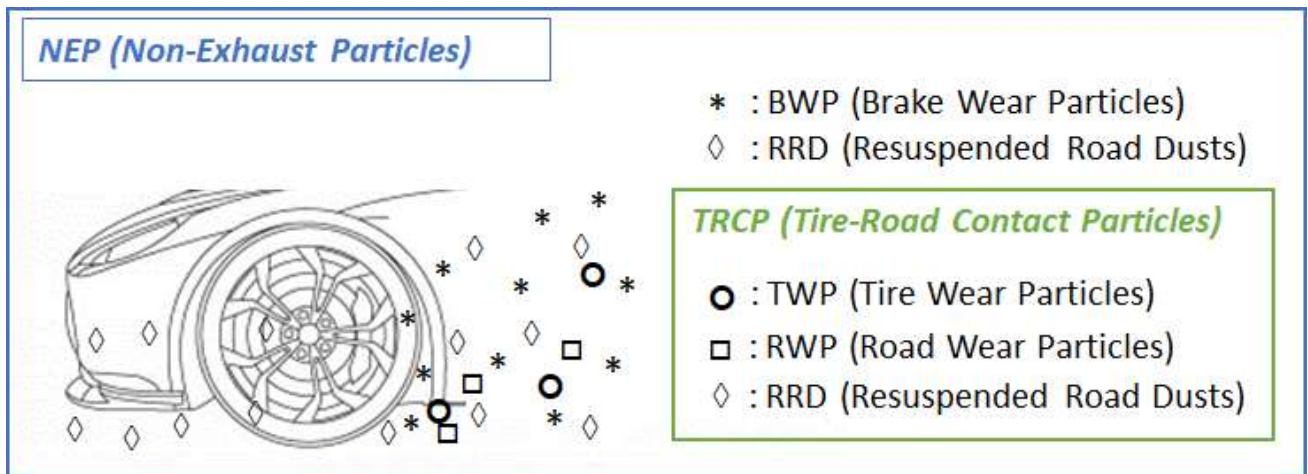 NEP (Non-Exhaust Particles)
* : BWP (Brake Wear Particles)
◊ : RRD (Resuspended Road Dusts)
TRCP (Tire-Road Contact Particles)
: TWP (Tire Wear Particles)
: RWP (Road Wear Particles)
◊ : RRD (Resuspended Road Dusts)